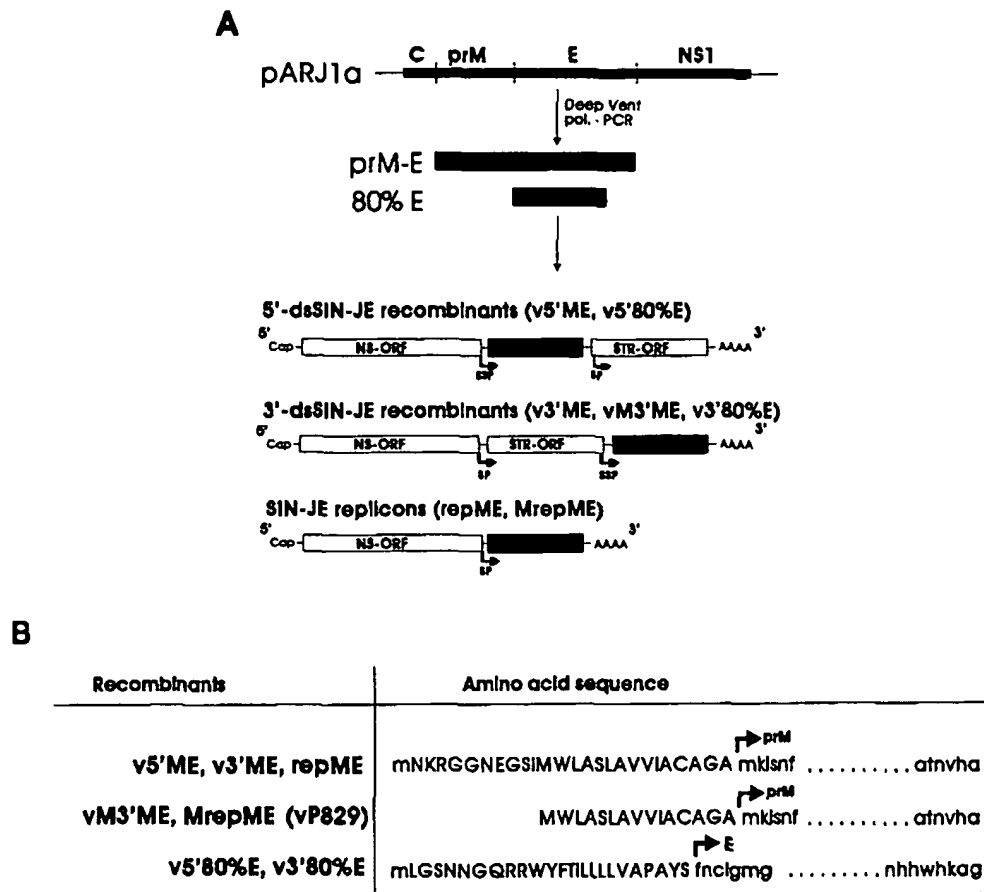 A
C prM E NS1
pARJ1a
Deep Vent
pol. - PCR
prM-E
80% E
5'-dsSIN-JE recombinants (v5'ME, v5'80%E)
5' Cap NS-ORF STR-ORF AAAA 3'
SSP SP
3'-dsSIN-JE recombinants (v3'ME, vM3'ME, v3'80%E)
5' Cap NS-ORF STR-ORF AAAA 3'
SP SSP
SIN-JE replicons (repME, MrepME)
5' Cap NS-ORF AAAA 3'
SP
B
Recombinants Amino acid sequence
prM
v5'ME, v3'ME, repME mNKRGGNEGSIMWLASLAVVIACAGA mklsnf .......... atnvha
prM
vM3'ME, MrepME (vP829) MWLASLAVVIACAGA mklsnf .......... atnvha
E
v5'80%E, v3'80%E mLGSNNGQRRWYFTILLLLVAPAYS fnclgmg ......... nhhwhkag